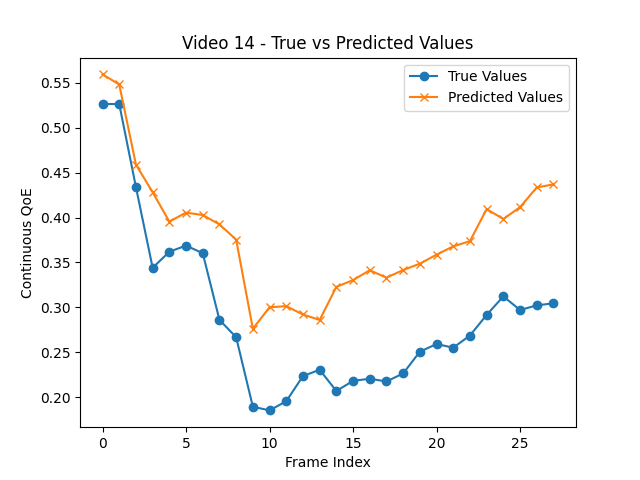 Video 14 - True vs Predicted Values
True Values
Predicted Values
Continuous QoE
0.55
0.50
0.45
0.40
0.35
0.30
0.25
0.20
0 5 10 15 20 25
Frame Index